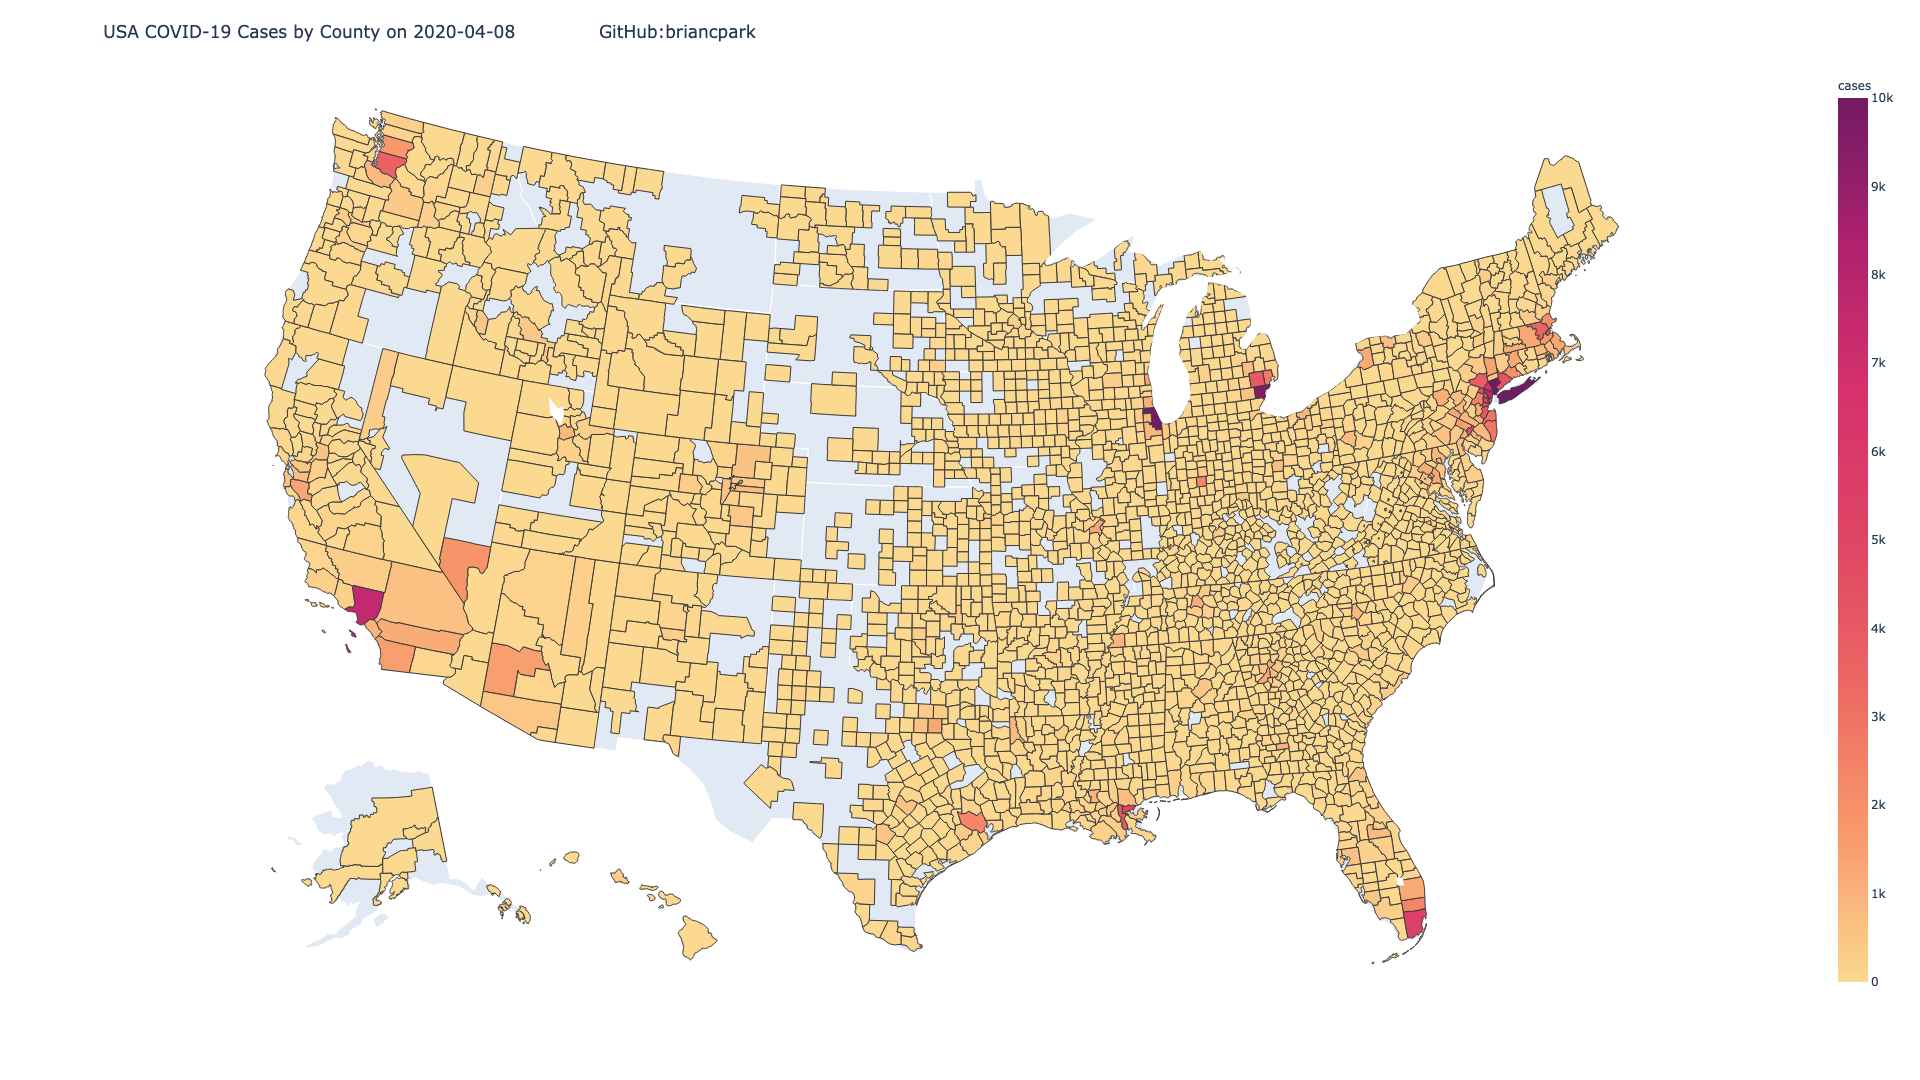 USA COVID-19 Cases by County on 2020-04-08 GitHub:briancpark
cases
10k
9k
8k
7k
6k
5k
4k
3k
2k
1k
0